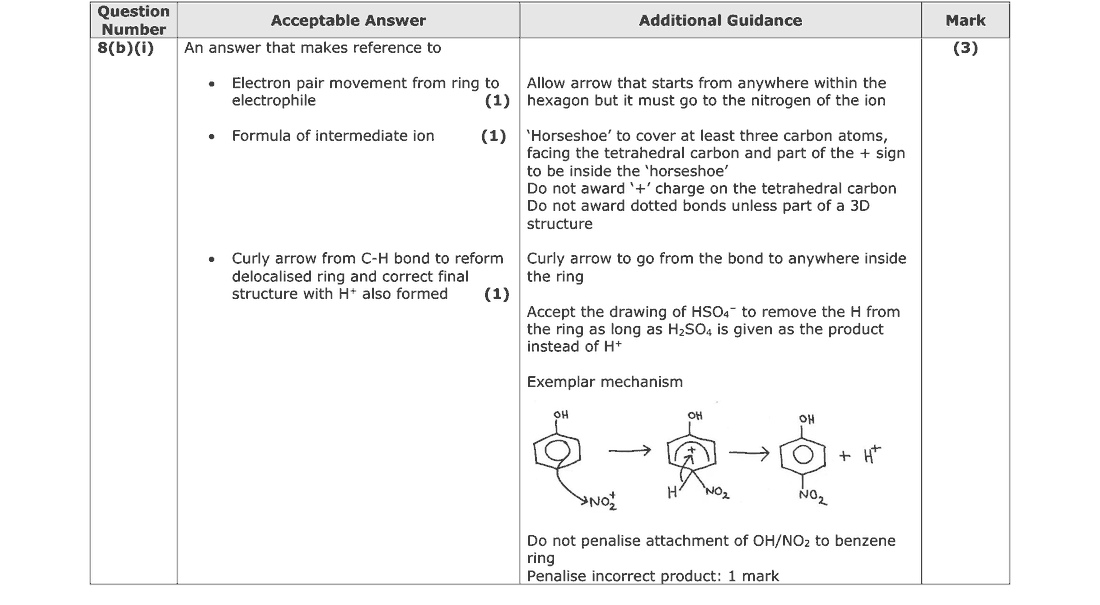 Question Number
Acceptable Answer
Additional Guidance
Mark
8(b)(i)
An answer that makes reference to
(3)
• Electron pair movement from ring to
electrophile (1)
Allow arrow that starts from anywhere within the
hexagon but it must go to the nitrogen of the ion
• Formula of intermediate ion (1)
‘Horseshoe’ to cover at least three carbon atoms,
facing the tetrahedral carbon and part of the + sign
to be inside the ‘horseshoe’
Do not award ‘+’ charge on the tetrahedral carbon
Do not award dotted bonds unless part of a 3D
structure
• Curly arrow from C-H bond to reform
delocalised ring and correct final
structure with H⁺ also formed (1)
Curly arrow to go from the bond to anywhere inside
the ring
Accept the drawing of HSO₄⁻ to remove the H from
the ring as long as H₂SO₄ is given as the product
instead of H⁺
Exemplar mechanism
OH
NO₂⁺
OH
+
H
NO₂
OH
NO₂
+ H⁺
Do not penalise attachment of OH/NO₂ to benzene
ring
Penalise incorrect product: 1 mark